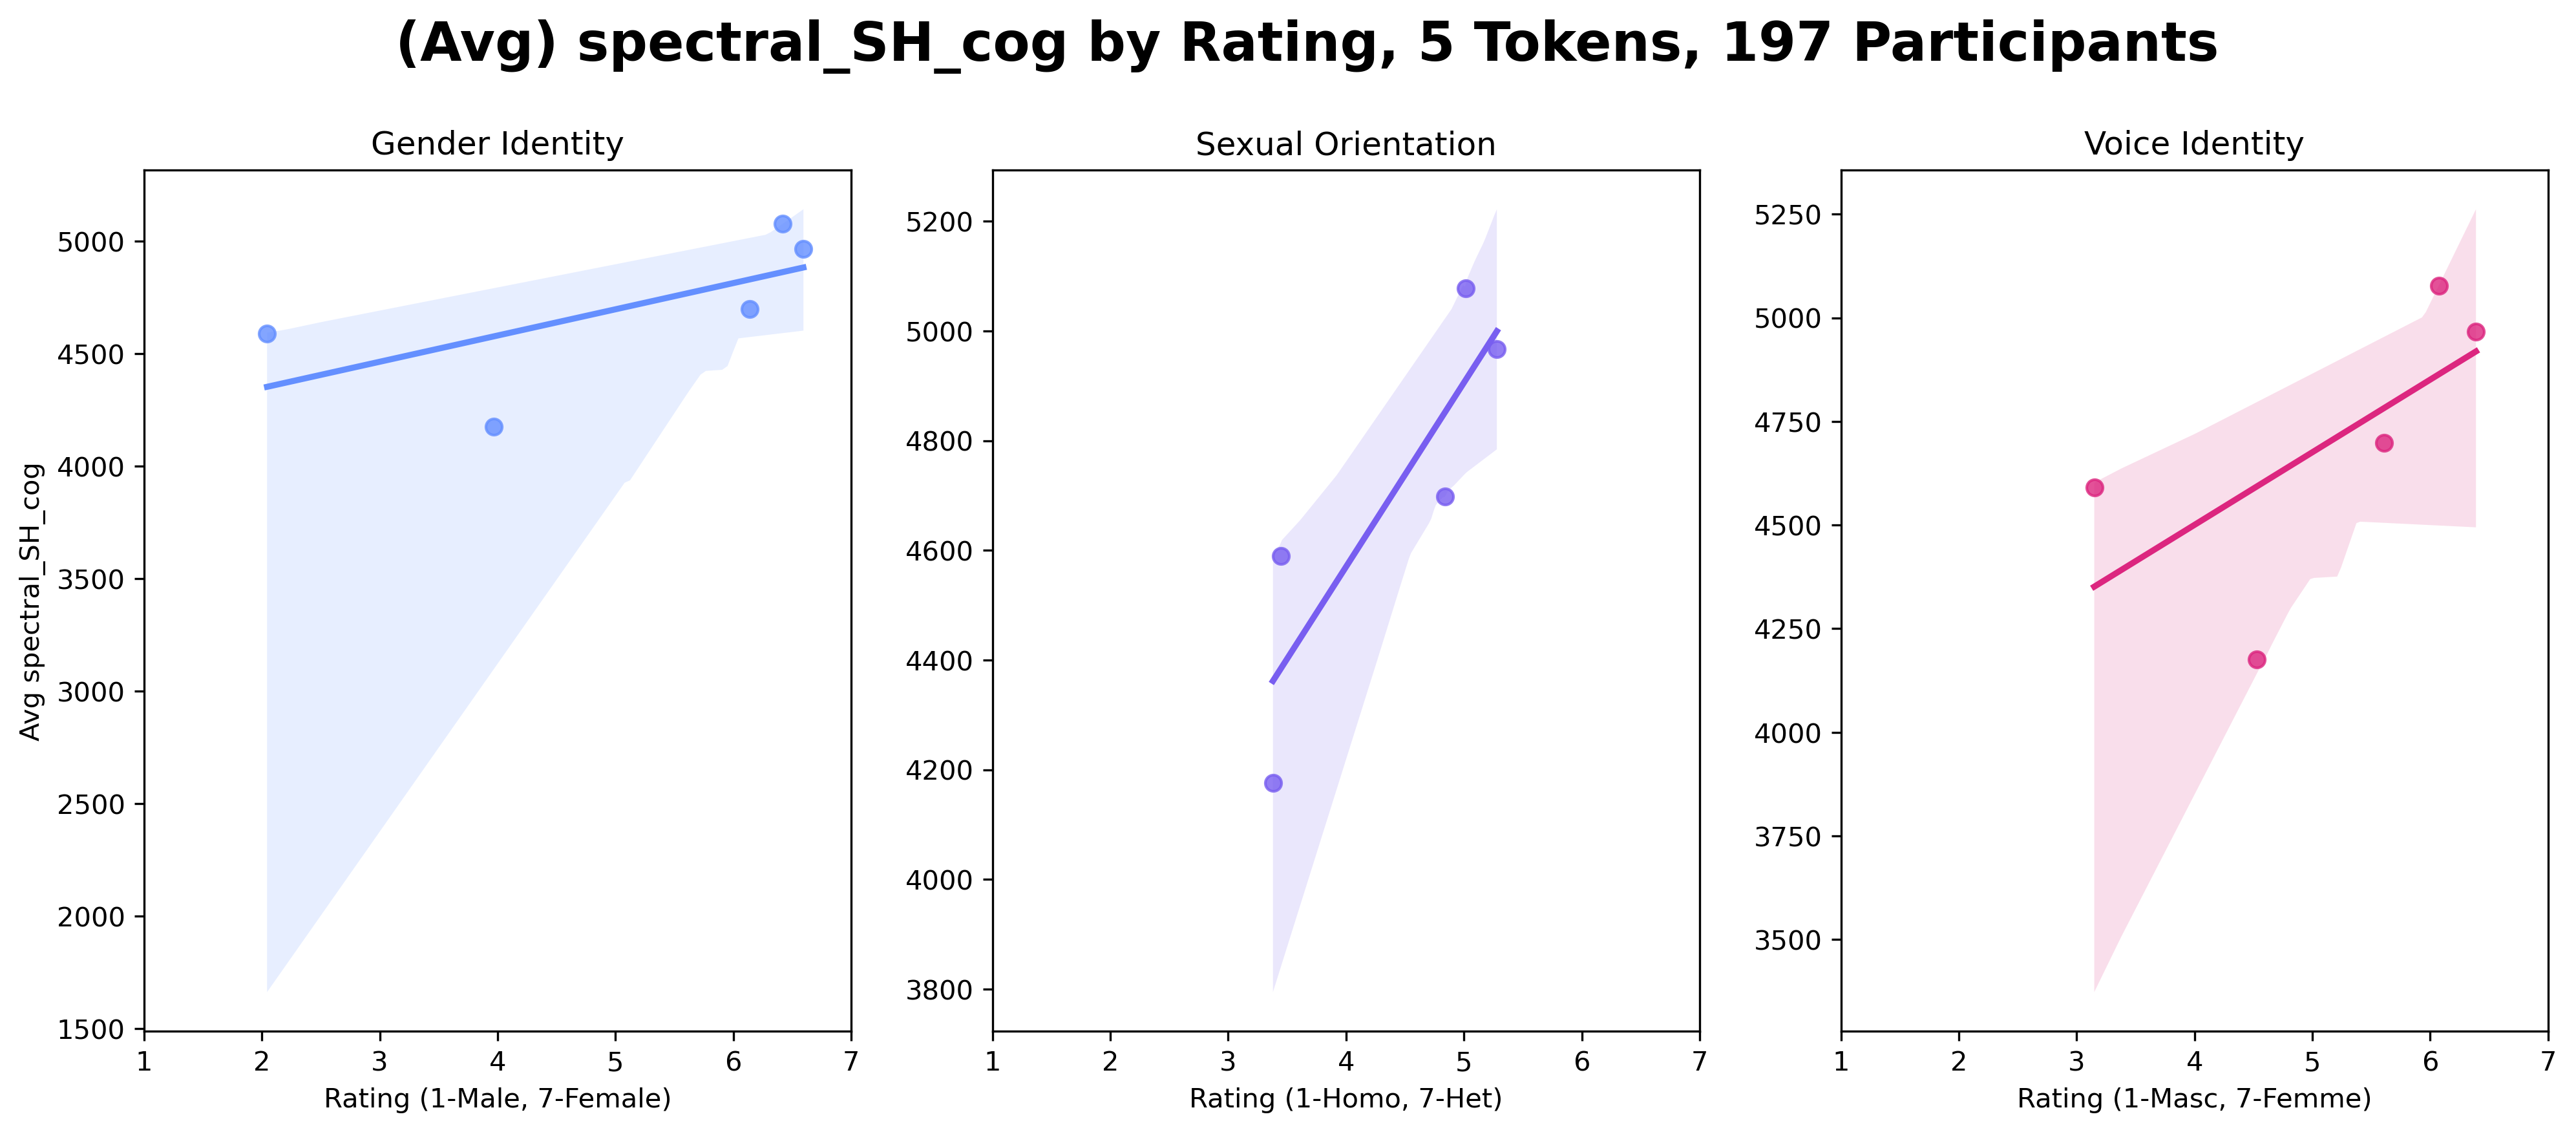 (Avg) spectral_SH_cog by Rating, 5 Tokens, 197 Participants
Gender Identity
Avg spectral_SH_cog
5000
4500
4000
3500
3000
2500
2000
1500
1 2 3 4 5 6 7
Rating (1-Male, 7-Female)
Sexual Orientation
5200
5000
4800
4600
4400
4200
4000
3800
1 2 3 4 5 6 7
Rating (1-Homo, 7-Het)
Voice Identity
5250
5000
4750
4500
4250
4000
3750
3500
1 2 3 4 5 6 7
Rating (1-Masc, 7-Femme)